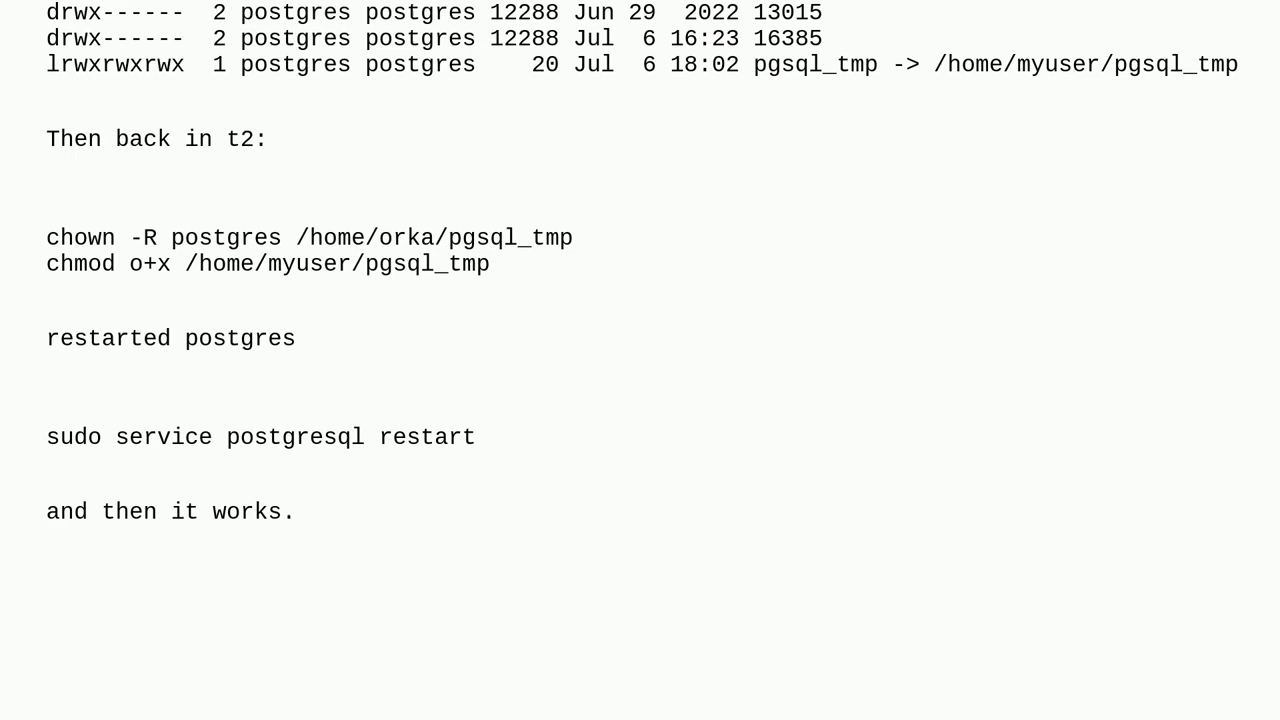 drwx------  2 postgres postgres 12288 Jun 29  2022 13015
drwx------  2 postgres postgres 12288 Jul  6 16:23 16385
lrwxrwxrwx  1 postgres postgres    20 Jul  6 18:02 pgsql_tmp -> /home/myuser/pgsql_tmp
Then back in t2:
chown -R postgres /home/orka/pgsql_tmp
chmod o+x /home/myuser/pgsql_tmp
restarted postgres
sudo service postgresql restart
and then it works.